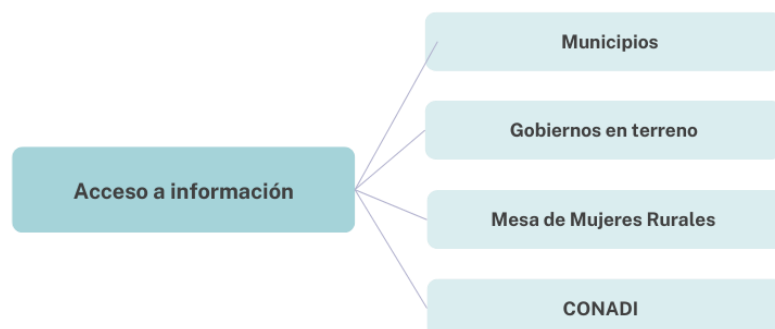 Municipios
Gobiernos en terreno
Acceso a información
Mesa de Mujeres Rurales
CONADI